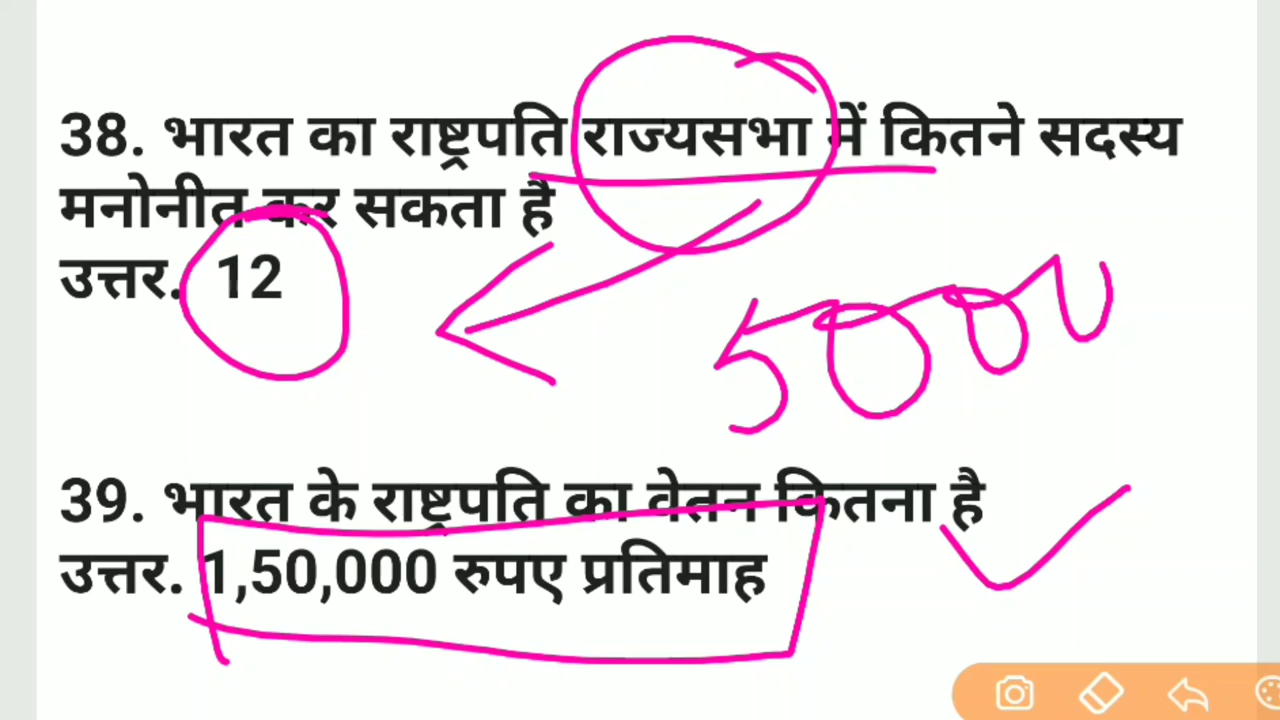 38. भारत का राष्ट्रपति राज्यसभा में कितने सदस्य
मनोनीत कर सकता है
उत्तर. 12
5000
39. भारत के राष्ट्रपति का वेतन कितना है
उत्तर. 1,50,000 रुपए प्रतिमाह